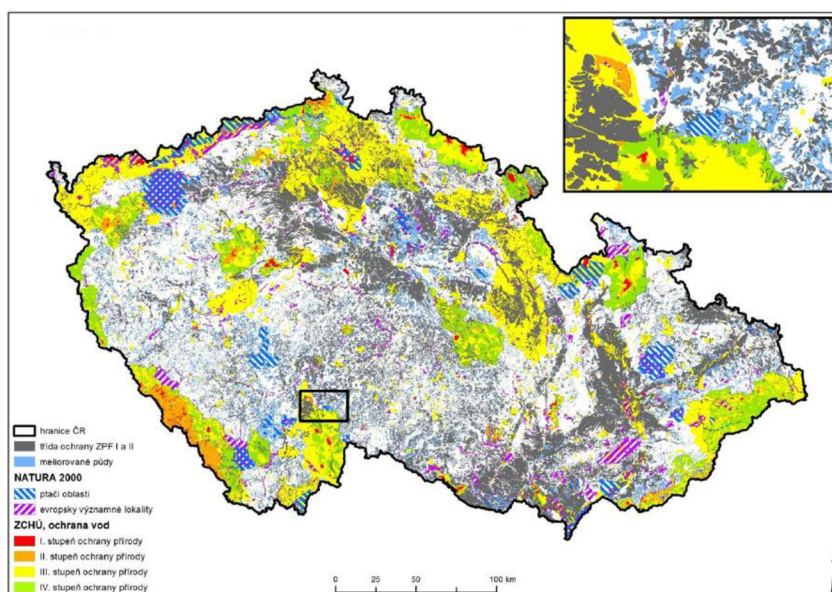 hranice ČR
třída ochrany ZPF I a II
meliorované půdy
NATURA 2000
ptačí oblasti
evropsky významné lokality
ZCHÚ, ochrana vod
I. stupeň ochrany přírody
II. stupeň ochrany přírody
III. stupeň ochrany přírody
IV. stupeň ochrany přírody
0 25 50 100 km